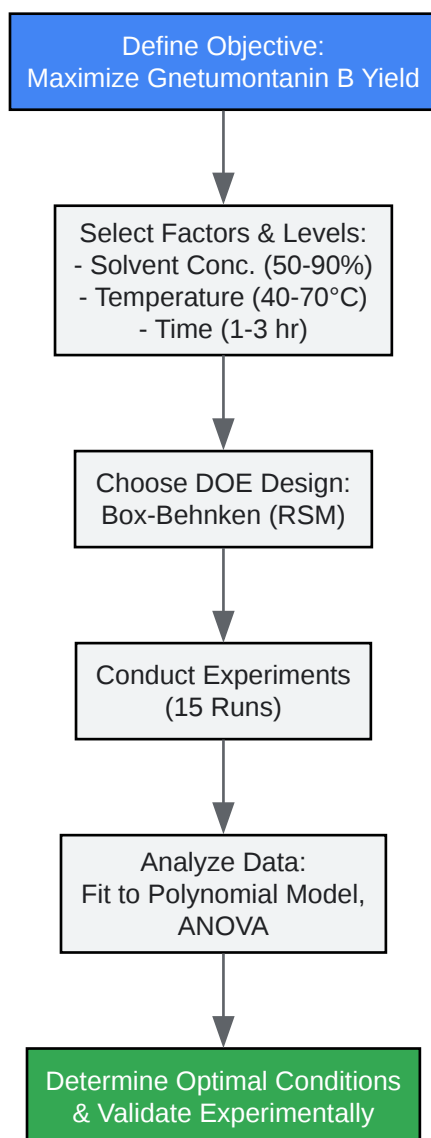 Define Objective:
Maximize Gnetumontanin B Yield
Select Factors & Levels:
- Solvent Conc. (50-90%)
- Temperature (40-70°C)
- Time (1-3 hr)
Choose DOE Design:
Box-Behnken (RSM)
Conduct Experiments
(15 Runs)
Analyze Data:
Fit to Polynomial Model,
ANOVA
Determine Optimal Conditions
& Validate Experimentally